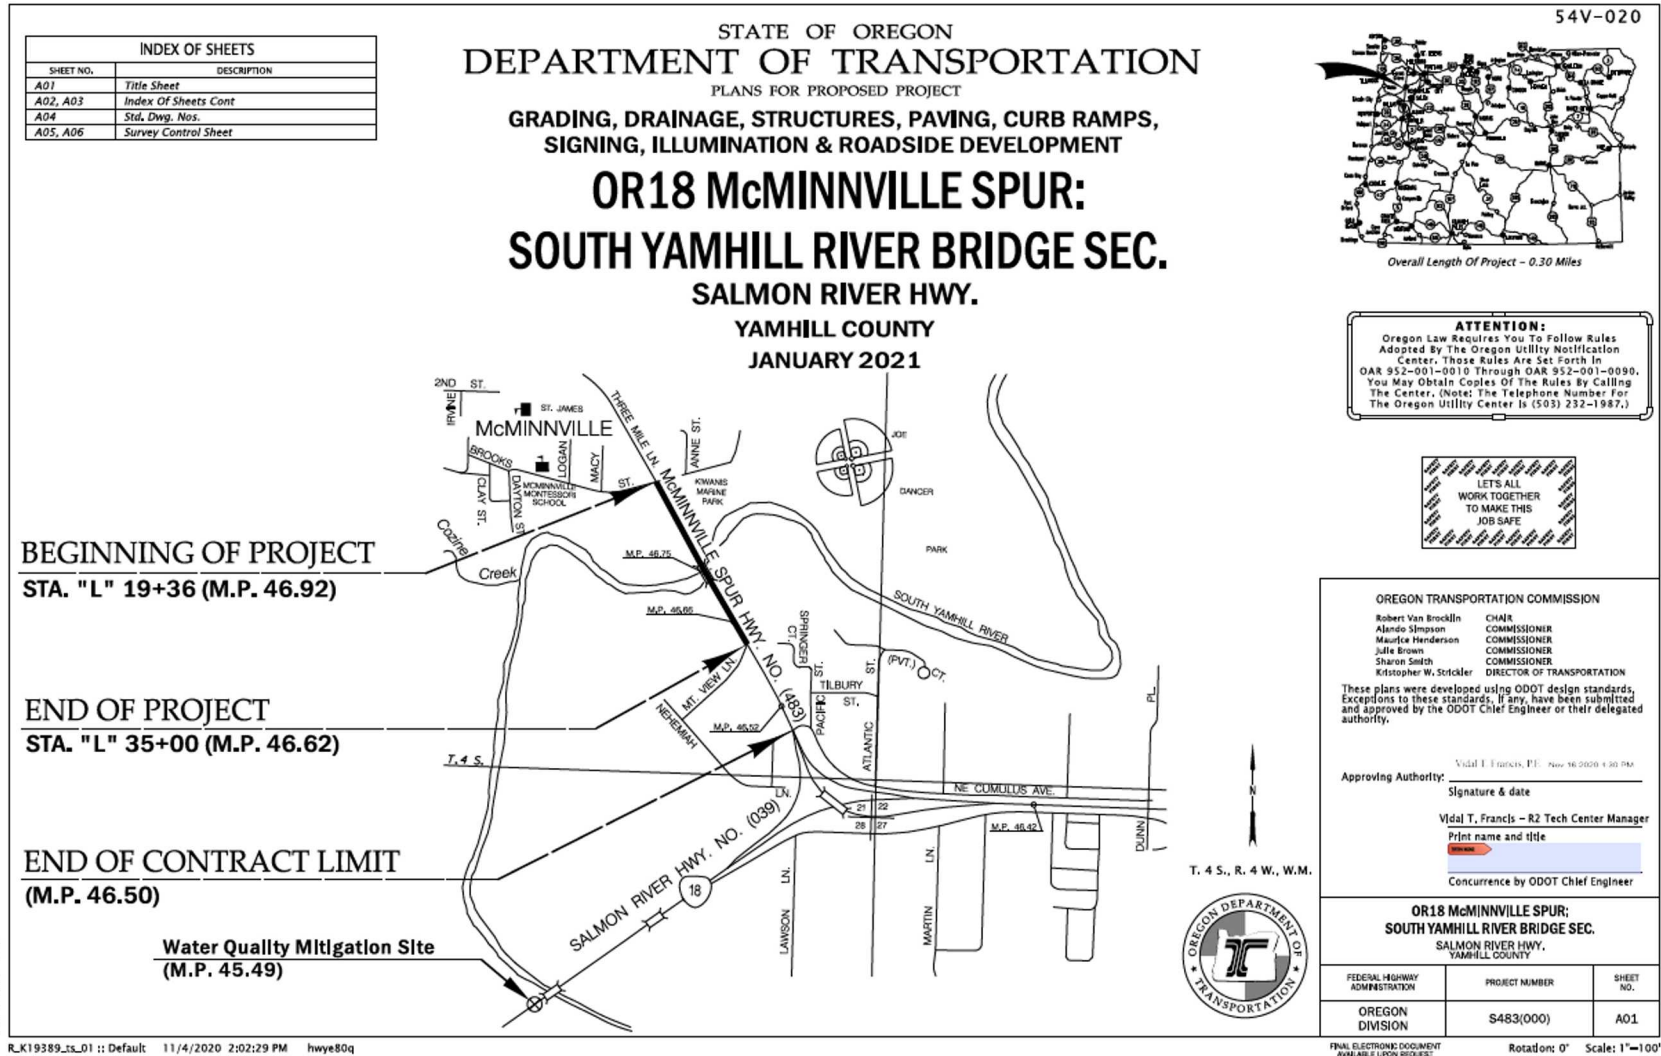 54V-020
INDEX OF SHEETS
SHEET NO. DESCRIPTION
A01 Title Sheet
A02, A03 Index Of Sheets Cont
A04 Std. Dwg. Nos.
A05, A06 Survey Control Sheet
STATE OF OREGON
DEPARTMENT OF TRANSPORTATION
PLANS FOR PROPOSED PROJECT
GRADING, DRAINAGE, STRUCTURES, PAVING, CURB RAMPS,
SIGNING, ILLUMINATION & ROADSIDE DEVELOPMENT
OR18 McMINNVILLE SPUR:
SOUTH YAMHILL RIVER BRIDGE SEC.
SALMON RIVER HWY.
YAMHILL COUNTY
JANUARY 2021
Overall Length Of Project – 0.30 Miles
ATTENTION:
Oregon Law Requires You To Follow Rules
Adopted By The Oregon Utility Notification
Center. Those Rules Are Set Forth in
OAR 952-001-0010 Through OAR 952-001-0090.
You May Obtain Copies Of The Rules By Calling
The Center. (Note: The Telephone Number For
The Oregon Utility Center is (503) 232-1987.)
SAFETY FIRST
LET'S ALL
WORK TOGETHER
TO MAKE THIS
JOB SAFE
2ND ST.
IRVINE
ST. JAMES
McMINNVILLE
BROOKS
LOGAN
MACY
ST.
CLAY ST.
DAYTON ST.
McMINNVILLE
MONTESSORI
SCHOOL
THREE MILE LN.
ANNE ST.
KIWANIS
MARINE
PARK
JOE
DANCER
PARK
Cozine
Creek
McMINNVILLE SPUR HWY. NO. (483)
M.P. 46.75
M.P. 46.66
SOUTH YAMHILL RIVER
SPRINGER
CT.
(PVT.) CT.
ST.
TILBURY
ST.
PACIFIC
ST.
ATLANTIC
MT. VIEW LN.
NEHEMIAH
LN.
M.P. 46.52
T. 4 S.
NE CUMULUS AVE.
21 22
28 27
M.P. 46.42
PL.
DUNN
LN.
LAWSON
LN.
MARTIN
SALMON RIVER HWY. NO. (039)
18
BEGINNING OF PROJECT
STA. "L" 19+36 (M.P. 46.92)
END OF PROJECT
STA. "L" 35+00 (M.P. 46.62)
END OF CONTRACT LIMIT
(M.P. 46.50)
Water Quality Mitigation Site
(M.P. 45.49)
N
T. 4 S., R. 4 W., W.M.
OREGON DEPARTMENT OF
TRANSPORTATION
OREGON TRANSPORTATION COMMISSION
Robert Van Brocklin CHAIR
Alando Simpson COMMISSIONER
Maurice Henderson COMMISSIONER
Julie Brown COMMISSIONER
Sharon Smith COMMISSIONER
Kristopher W. Strickler DIRECTOR OF TRANSPORTATION
These plans were developed using ODOT design standards.
Exceptions to these standards, if any, have been submitted
and approved by the ODOT Chief Engineer or their delegated
authority.
Vidal T. Francis, P.E. Nov 16 2020 4:30 PM
Approving Authority:
Signature & date
Vidal T. Francis – R2 Tech Center Manager
Print name and title
Concurrence by ODOT Chief Engineer
OR18 McMINNVILLE SPUR:
SOUTH YAMHILL RIVER BRIDGE SEC.
SALMON RIVER HWY.
YAMHILL COUNTY
FEDERAL HIGHWAY
ADMINISTRATION
PROJECT NUMBER
SHEET
NO.
OREGON
DIVISION
S483(000)
A01
R_K19389_ts_01 :: Default 11/4/2020 2:02:29 PM hwye80q
FINAL ELECTRONIC DOCUMENT
AVAILABLE UPON REQUEST
Rotation: 0° Scale: 1"=100'